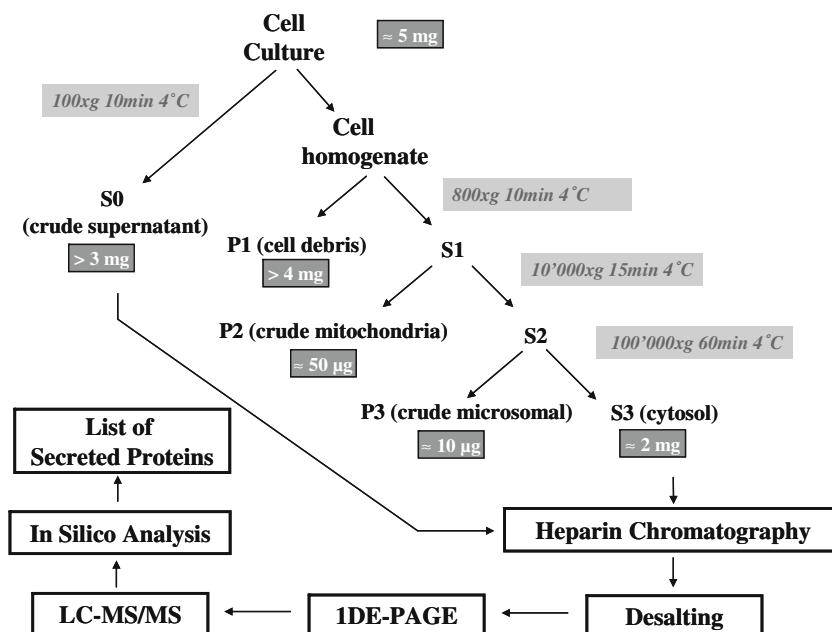 Cell
Culture
≈ 5 mg
100xg 10min 4˚C
Cell
homogenate
800xg 10min 4˚C
S0
(crude supernatant)
> 3 mg
P1 (cell debris)
> 4 mg
S1
10’000xg 15min 4˚C
P2 (crude mitochondria)
≈ 50 µg
S2
100’000xg 60min 4˚C
P3 (crude microsomal)
≈ 10 µg
S3 (cytosol)
≈ 2 mg
List of
Secreted Proteins
In Silico Analysis
Heparin Chromatography
LC-MS/MS
1DE-PAGE
Desalting